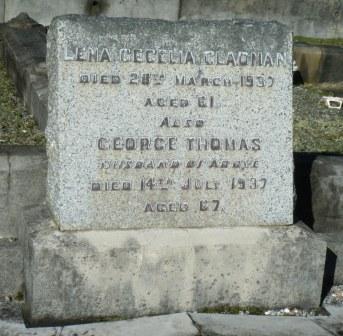 LENA CECELIA CLAGNAN
DIED 28TH MARCH 1937
AGED 61.
ALSO
GEORGE THOMAS
HUSBAND OF ABOVE
DIED 14TH JULY 1937
AGED 67.